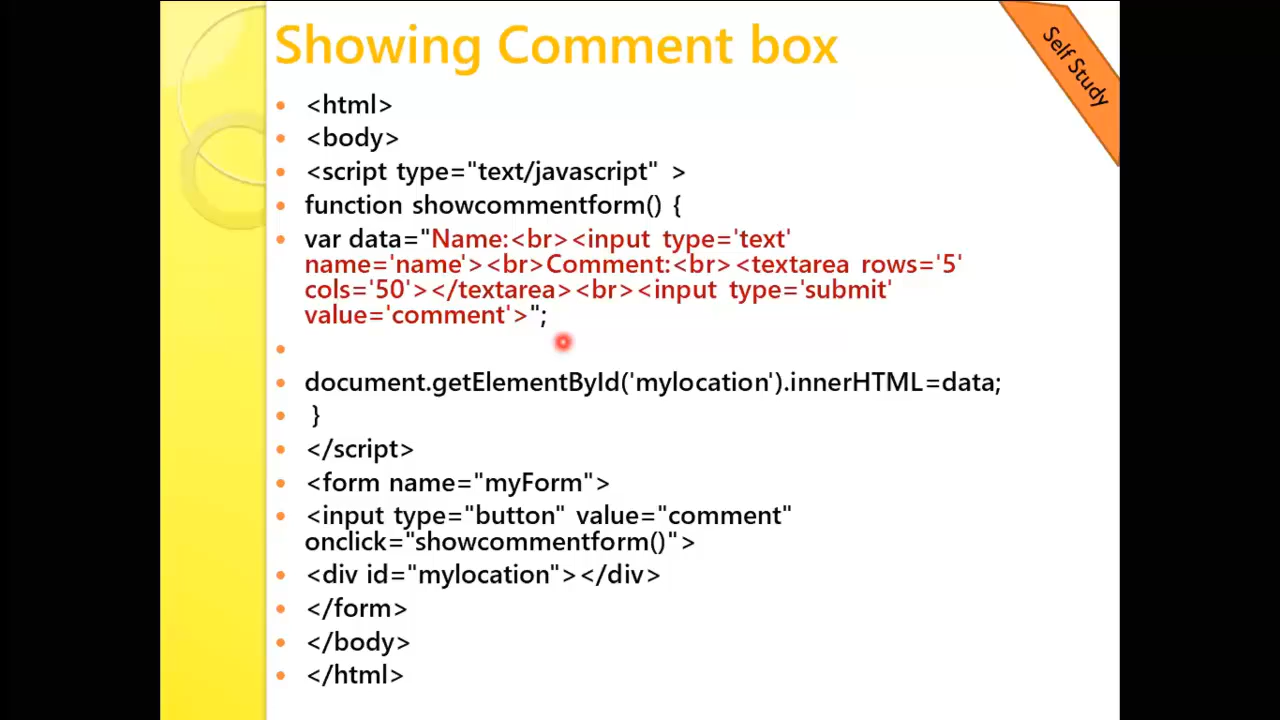 Showing Comment box
Self Study
<html>
<body>
<script type="text/javascript" >
function showcommentform() {
var data="Name:<br><input type='text'
name='name'><br>Comment:<br><textarea rows='5'
cols='50'></textarea><br><input type='submit'
value='comment'>";
document.getElementById('mylocation').innerHTML=data;
}
</script>
<form name="myForm">
<input type="button" value="comment"
onclick="showcommentform()">
<div id="mylocation"></div>
</form>
</body>
</html>